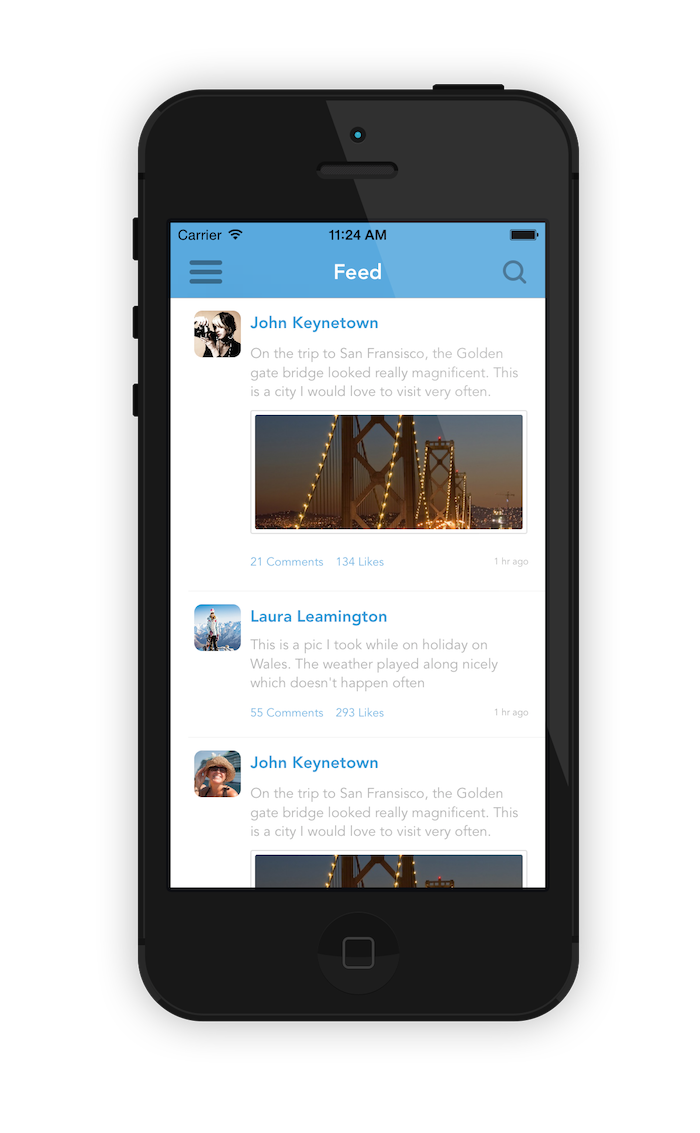 Carrier 11:24 AM
Feed
John Keynetown
On the trip to San Fransisco, the Golden
gate bridge looked really magnificent. This
is a city I would love to visit very often.
21 Comments 134 Likes 1 hr ago
Laura Leamington
This is a pic I took while on holiday on
Wales. The weather played along nicely
which doesn't happen often
55 Comments 293 Likes 1 hr ago
John Keynetown
On the trip to San Fransisco, the Golden
gate bridge looked really magnificent. This
is a city I would love to visit very often.